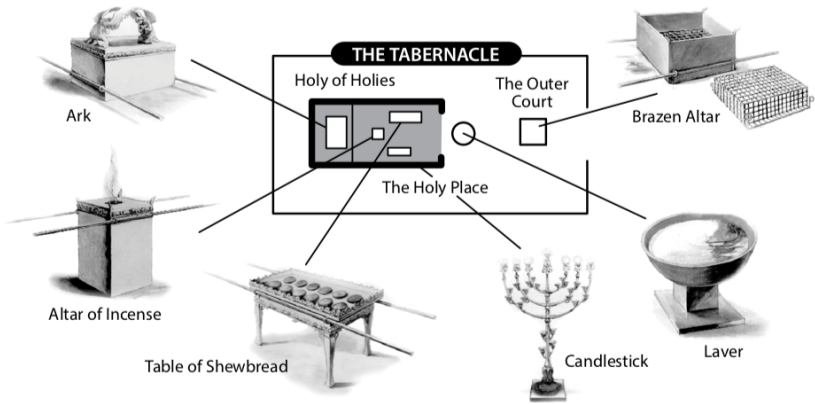 THE TABERNACLE
Holy of Holies
The Outer
Court
Ark
Brazen Altar
The Holy Place
Altar of Incense
Table of Shewbread
Candlestick
Laver